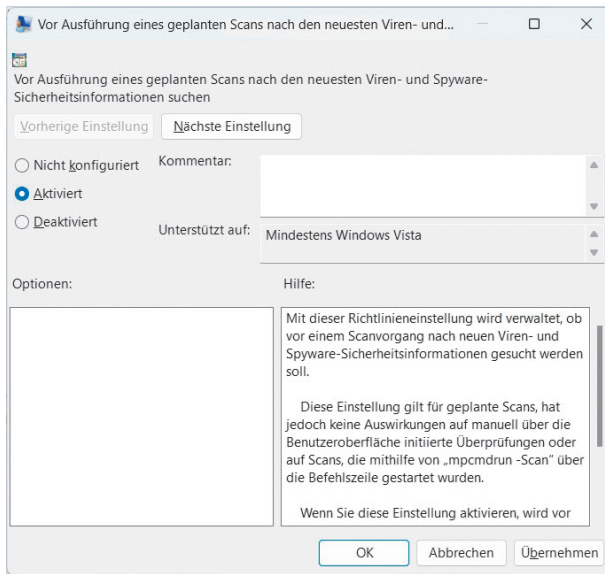 Vor Ausführung eines geplanten Scans nach den neuesten Viren- und...
Vor Ausführung eines geplanten Scans nach den neuesten Viren- und Spyware-
Sicherheitsinformationen suchen
Vorherige Einstellung
Nächste Einstellung
Nicht konfiguriert
Kommentar:
Aktiviert
Deaktiviert
Unterstützt auf:
Mindestens Windows Vista
Optionen:
Hilfe:
Mit dieser Richtlinieneinstellung wird verwaltet, ob
vor einem Scanvorgang nach neuen Viren- und
Spyware-Sicherheitsinformationen gesucht werden
soll.
Diese Einstellung gilt für geplante Scans, hat
jedoch keine Auswirkungen auf manuell über die
Benutzeroberfläche initiierte Überprüfungen oder
auf Scans, die mithilfe von „mpcmdrun -Scan“ über
die Befehlszeile gestartet wurden.
Wenn Sie diese Einstellung aktivieren, wird vor
OK
Abbrechen
Übernehmen